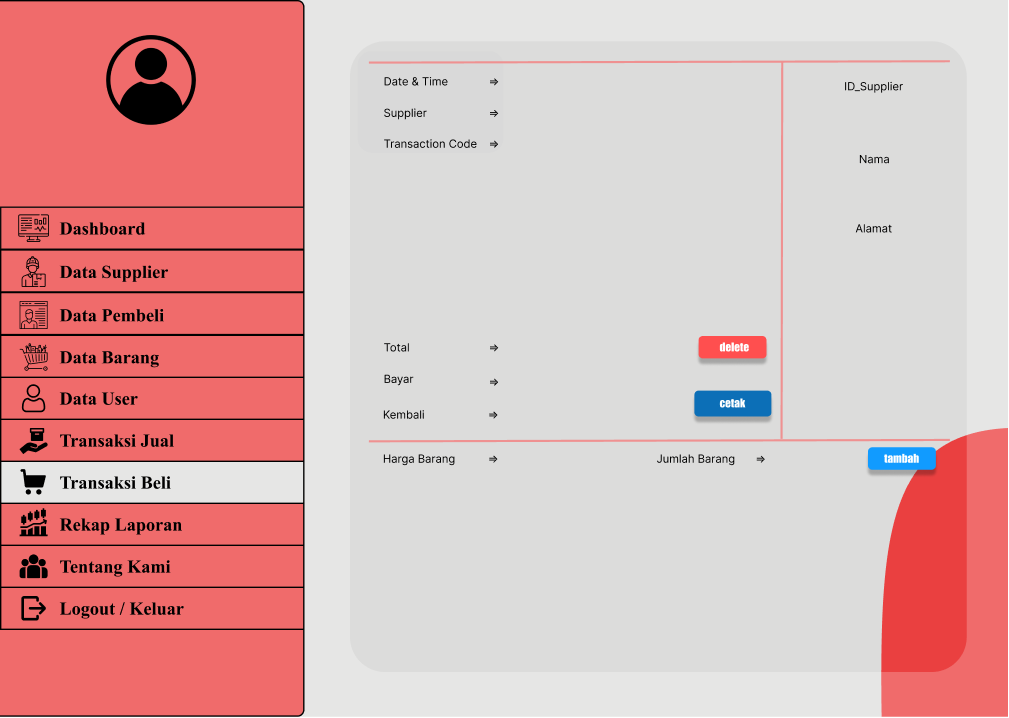 Dashboard
Data Supplier
Data Pembeli
Data Barang
Data User
Transaksi Jual
Transaksi Beli
Rekap Laporan
Tentang Kami
Logout / Keluar
Date & Time ⇒
Supplier ⇒
Transaction Code ⇒
ID_Supplier
Nama
Alamat
Total ⇒
delete
Bayar ⇒
cetak
Kembali ⇒
Harga Barang ⇒
Jumlah Barang ⇒
tambah